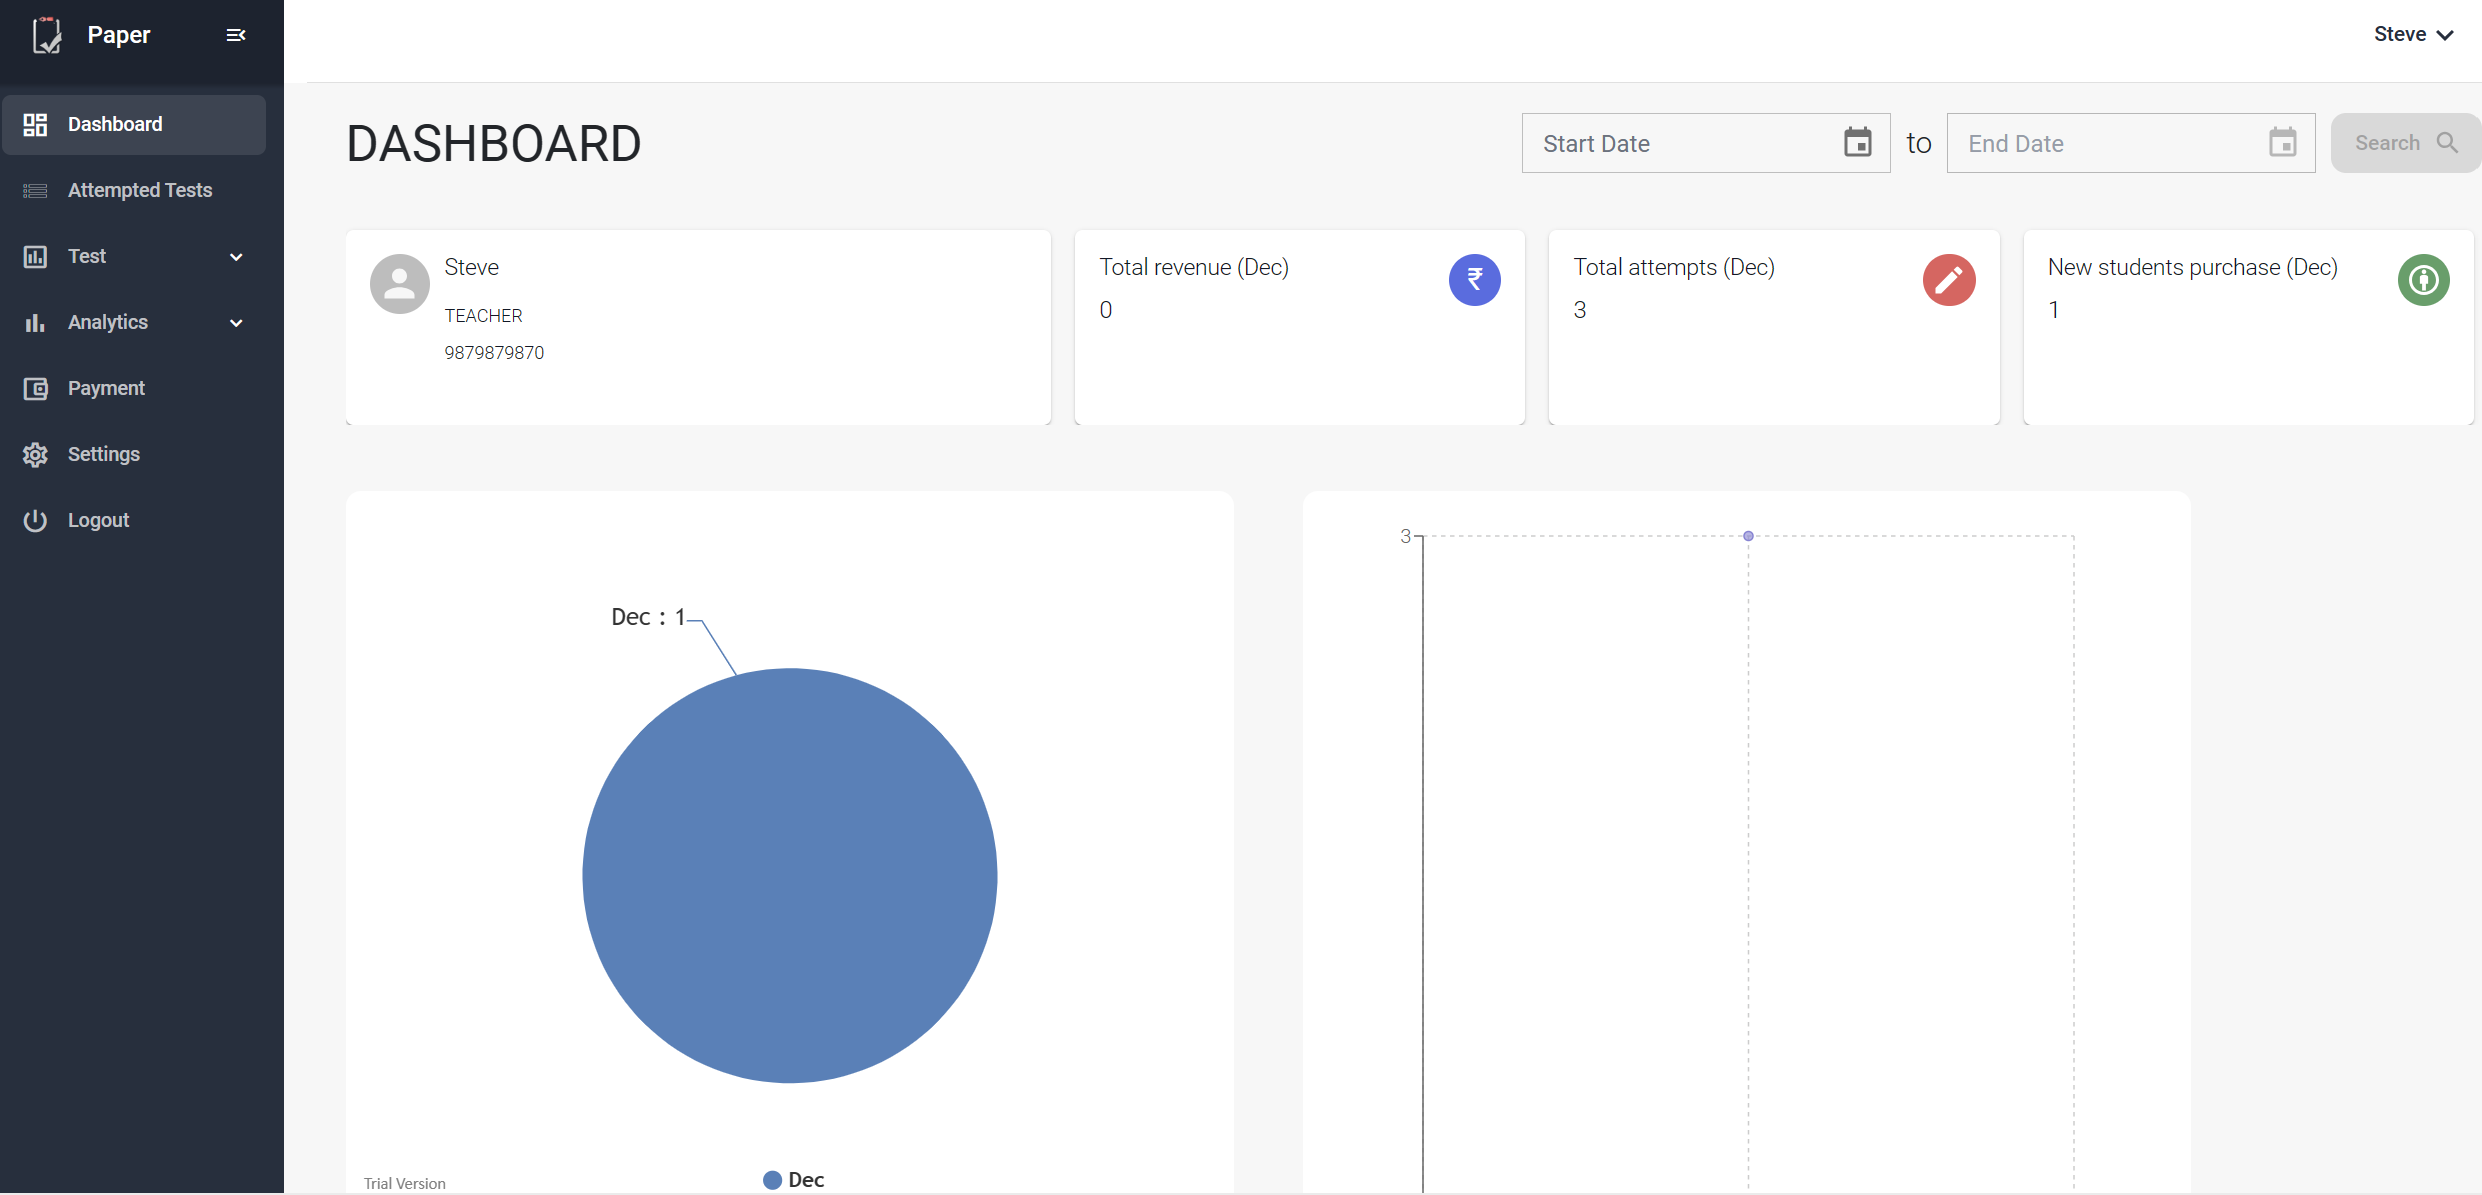 Paper
Steve
Dashboard
Attempted Tests
Test
Analytics
Payment
Settings
Logout
DASHBOARD
Start Date
to
End Date
Search
Steve
TEACHER
9879879870
Total revenue (Dec)
0
Total attempts (Dec)
3
New students purchase (Dec)
1
Dec : 1
Dec
Trial Version
3